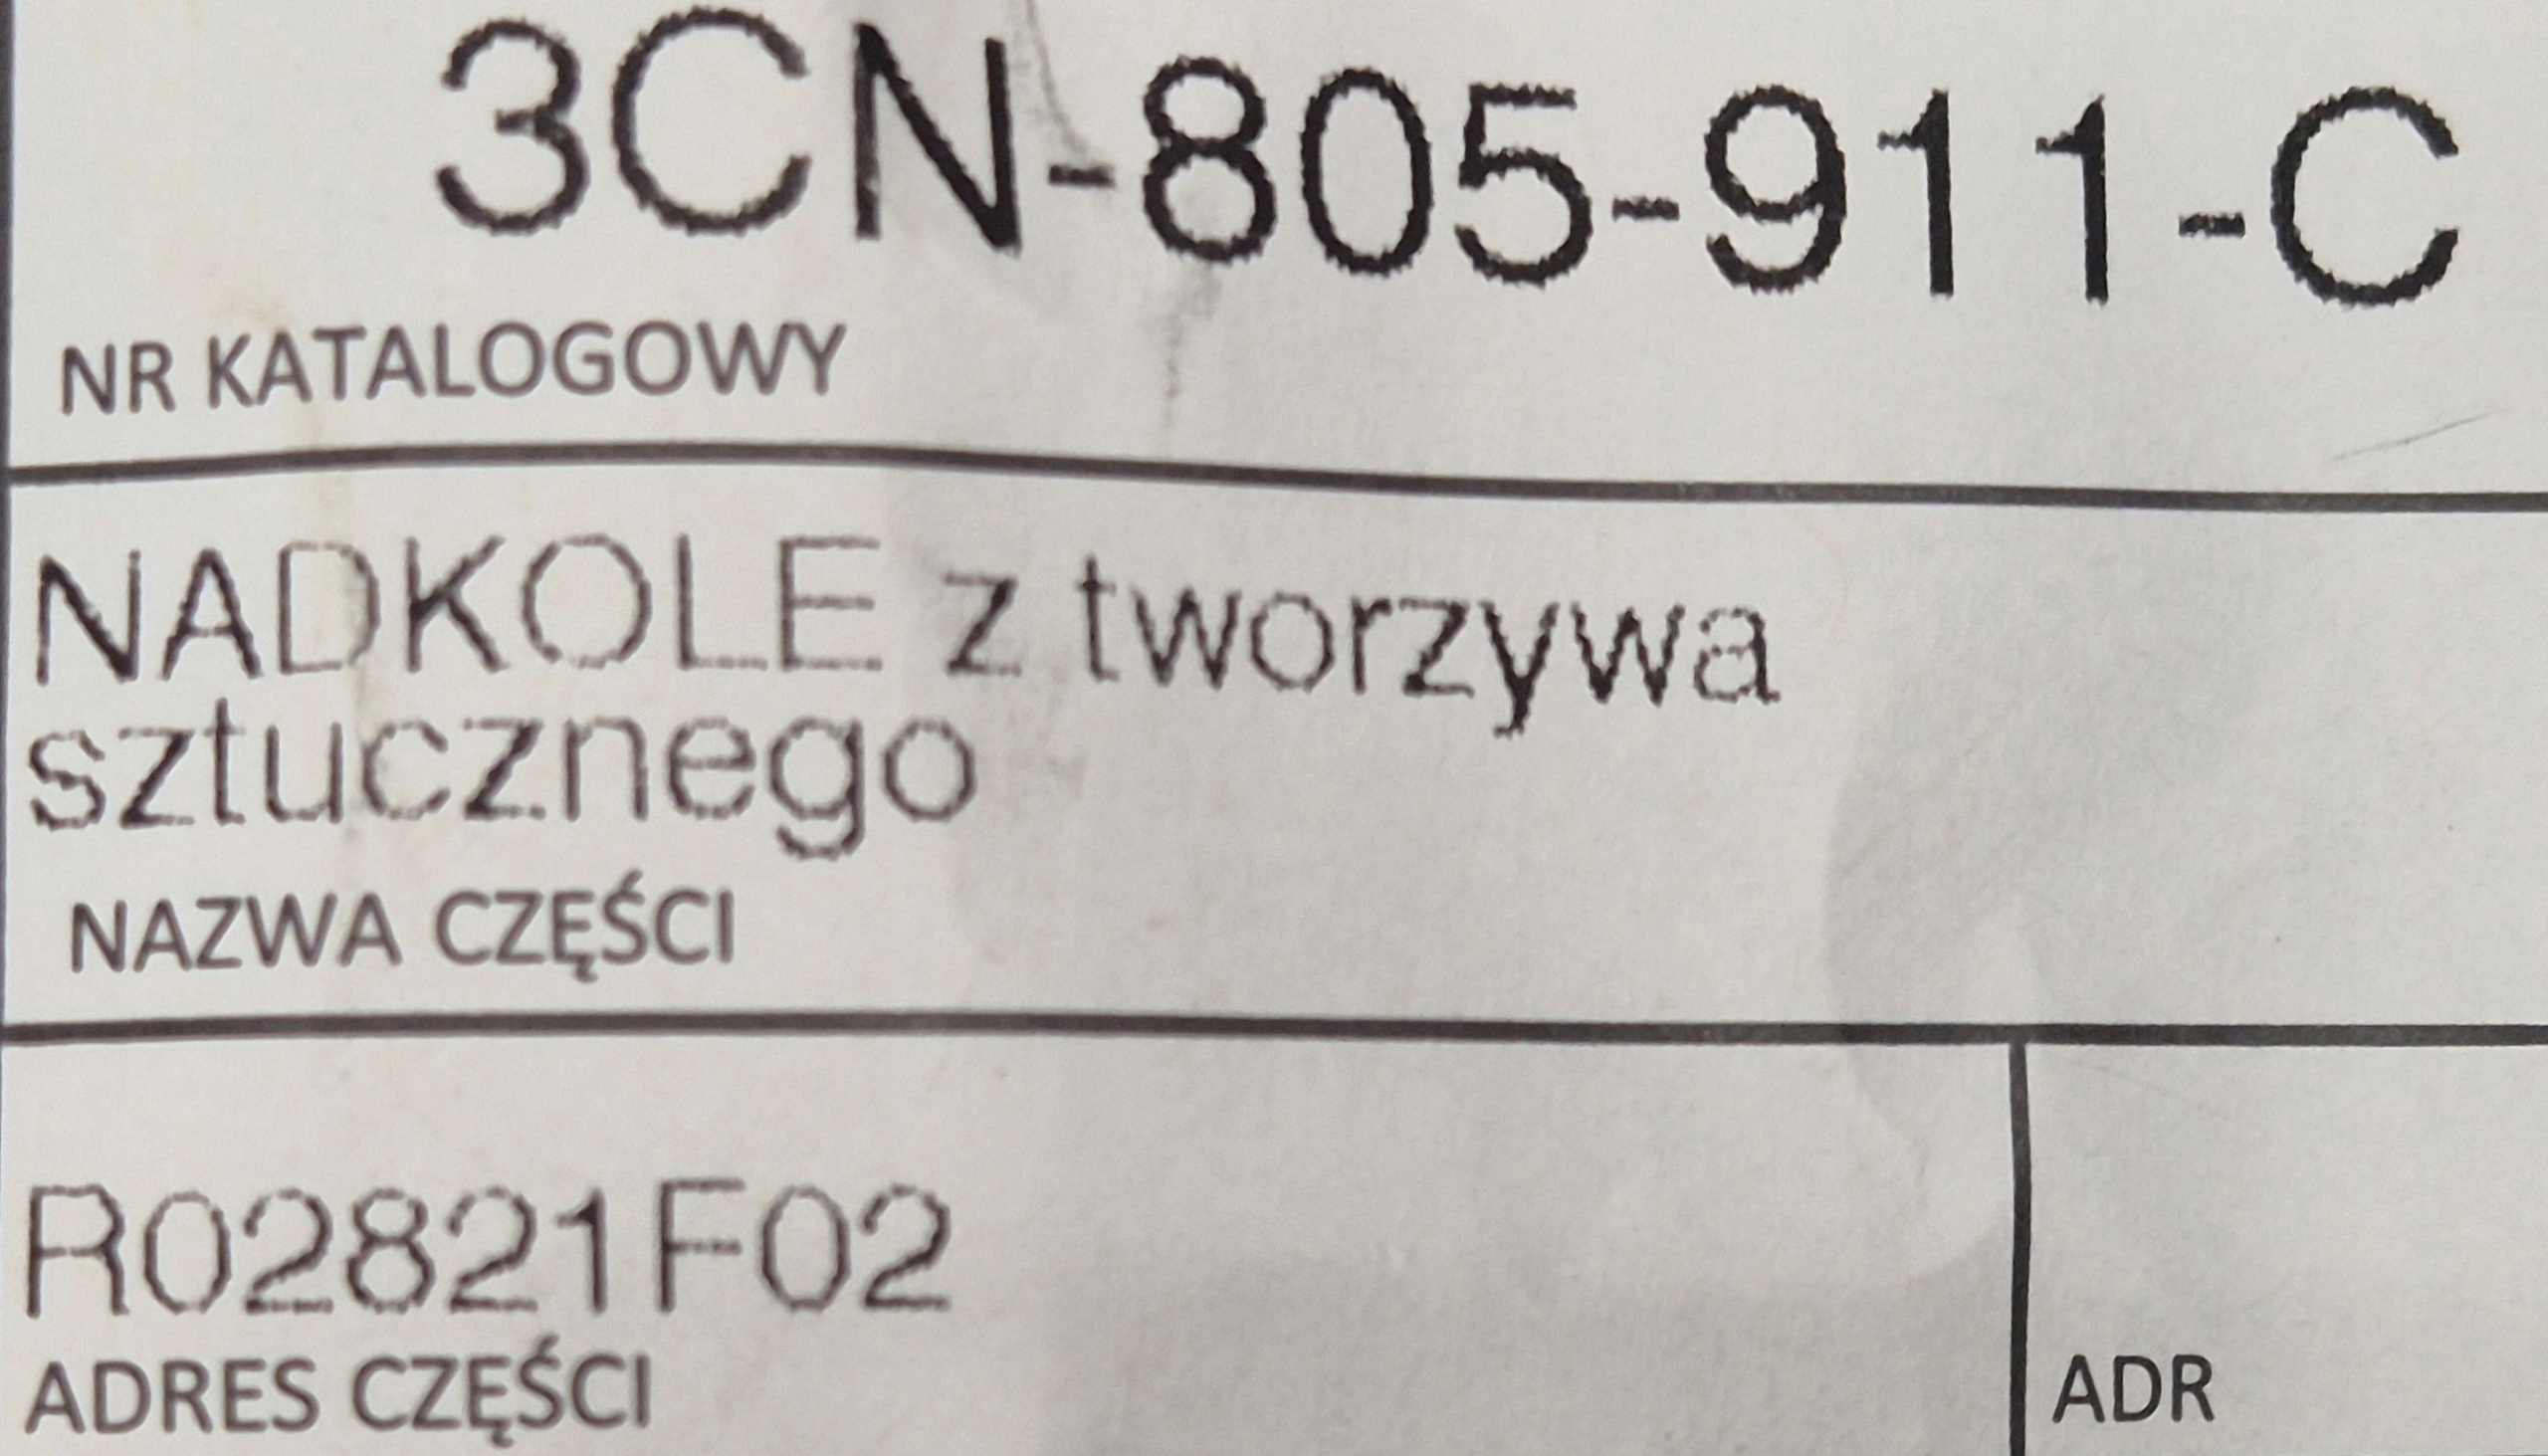 3CN-805-911-C
NR KATALOGOWY
NADKOLE z tworzywa
sztucznego
NAZWA CZĘŚCI
R02821F02
ADRES CZĘŚCI
ADR